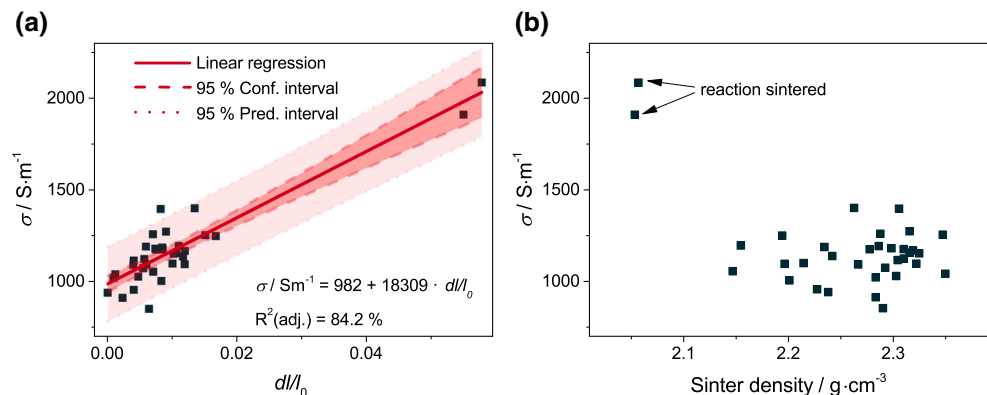 (a)
Linear regression
95 % Conf. interval
95 % Pred. interval
2000
1500
1000
σ / S·m⁻¹
σ / Sm⁻¹ = 982 + 18309 · dl/l₀
R²(adj.) = 84.2 %
0.00 0.02 0.04
dl/l₀
(b)
reaction sintered
2000
1500
1000
σ / S·m⁻¹
2.1 2.2 2.3
Sinter density / g·cm⁻³